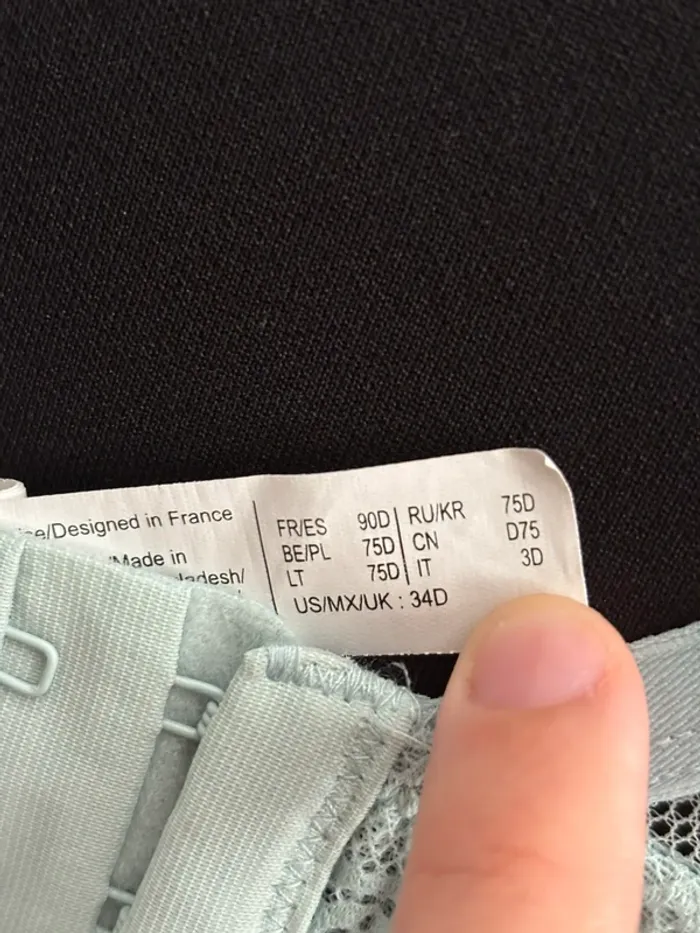 /Designed in France
/Made in
FR/ES 90D RU/KR 75D
BE/PL 75D CN D75
LT 75D IT 3D
US/MX/UK : 34D